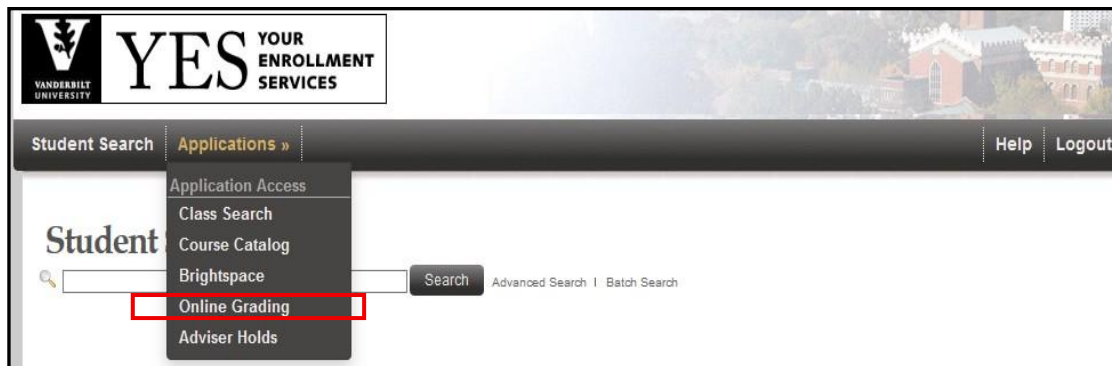 VANDERBILT
UNIVERSITY
YES YOUR
ENROLLMENT
SERVICES
Student Search Applications » Help Logout
Application Access
Class Search
Student
Course Catalog
Search Advanced Search | Batch Search
Brightspace
Online Grading
Adviser Holds